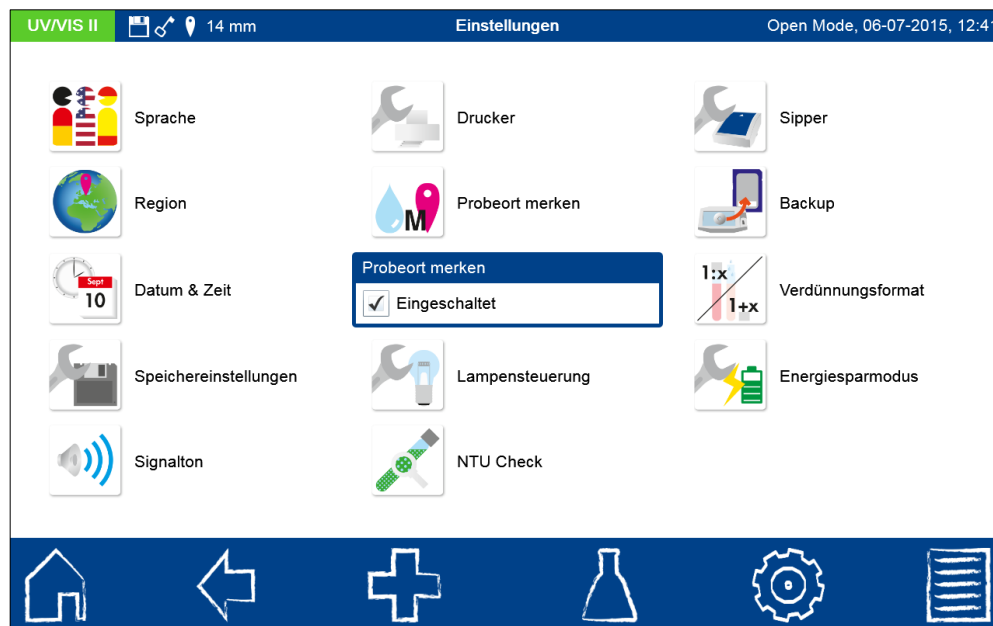 UV/VIS II 14 mm Einstellungen Open Mode, 06-07-2015, 12:41
Sprache Drucker Sipper
Region M Probeort merken Backup
Sept
10 Datum & Zeit
Probeort merken
Eingeschaltet
1:x
1+x Verdünnungsformat
Speichereinstellungen Lampensteuerung Energiesparmodus
Signalton NTU Check